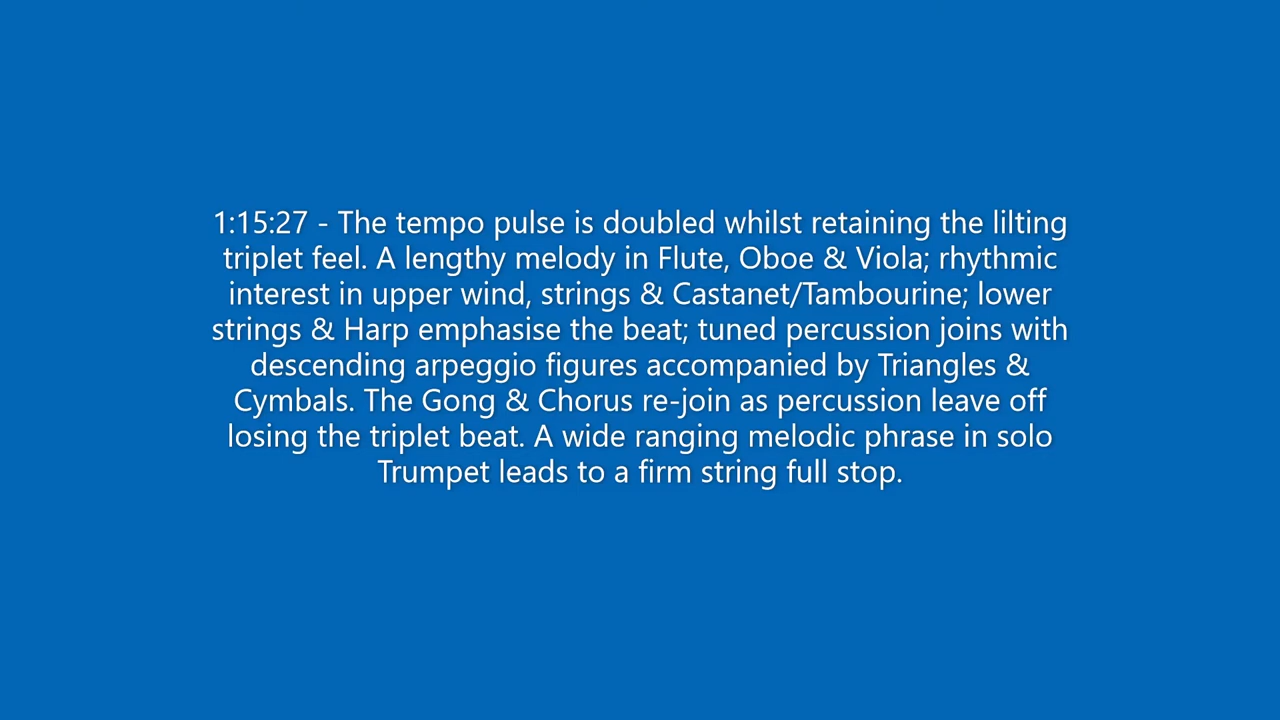 1:15:27 - The tempo pulse is doubled whilst retaining the lilting
triplet feel. A lengthy melody in Flute, Oboe & Viola; rhythmic
interest in upper wind, strings & Castanet/Tambourine; lower
strings & Harp emphasise the beat; tuned percussion joins with
descending arpeggio figures accompanied by Triangles &
Cymbals. The Gong & Chorus re-join as percussion leave off
losing the triplet beat. A wide ranging melodic phrase in solo
Trumpet leads to a firm string full stop.